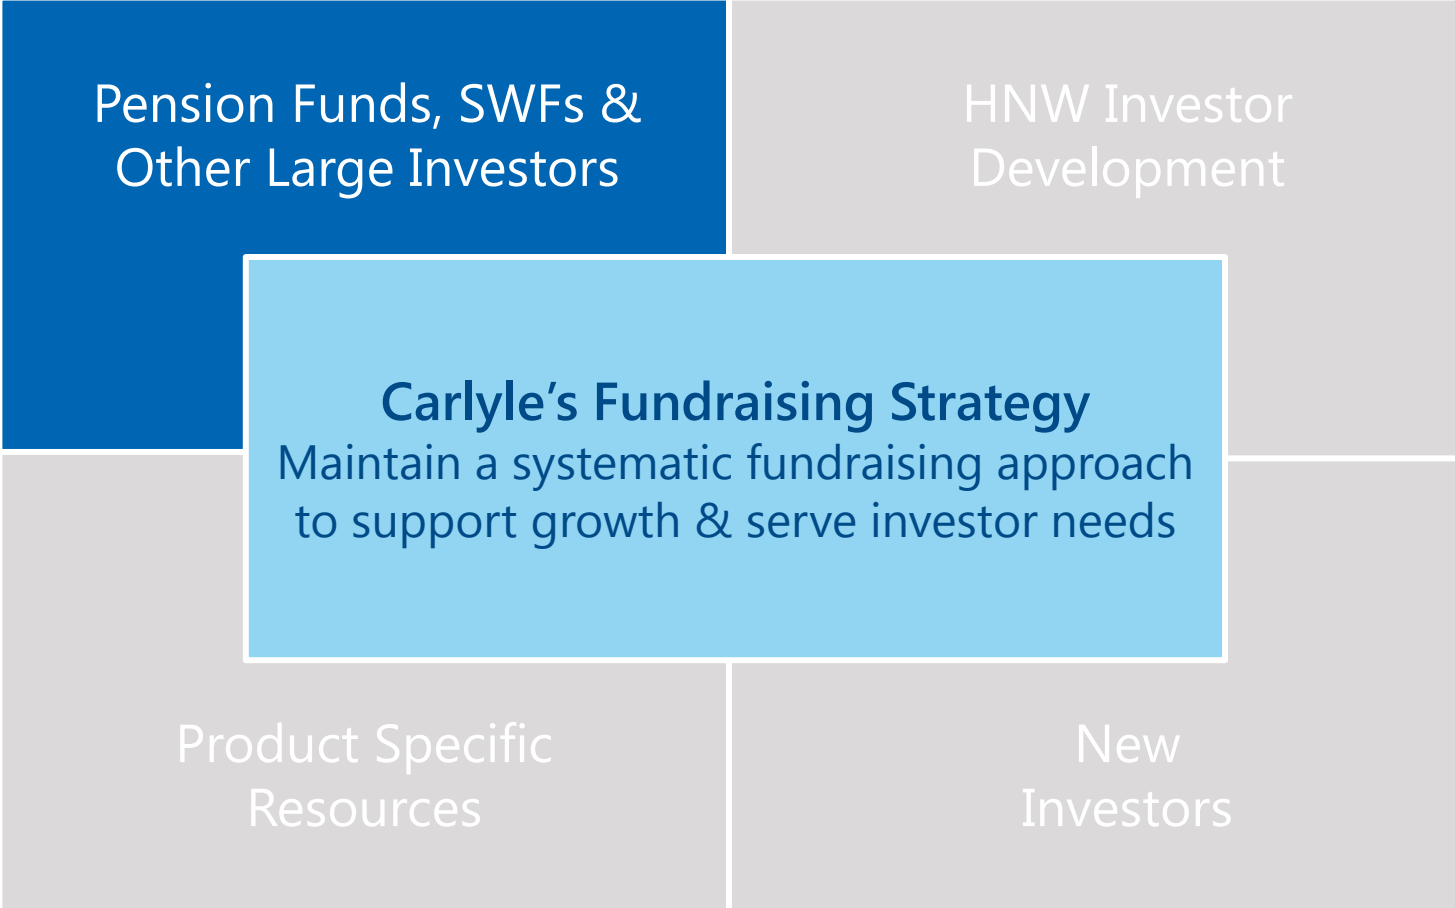 Pension Funds, SWFs &
Other Large Investors
HNW Investor
Development
Carlyle’s Fundraising Strategy
Maintain a systematic fundraising approach
to support growth & serve investor needs
Product Specific
Resources
New
Investors